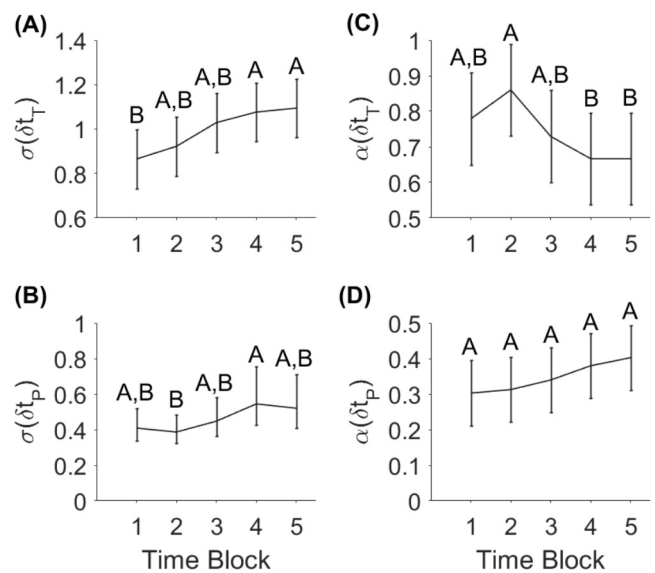 (A)
1.4
1.2
1
0.8
0.6
σ(δt_T)
B
A,B
A,B
A
A
1
2
3
4
5
(B)
1
0.8
0.6
0.4
0.2
0
σ(δt_P)
A,B
B
A,B
A
A,B
1
2
3
4
5
Time Block
(C)
1
0.9
0.8
0.7
0.6
0.5
α(δt_T)
A,B
A
A,B
B
B
1
2
3
4
5
(D)
0.5
0.4
0.3
0.2
0.1
0
α(δt_P)
A
A
A
A
A
1
2
3
4
5
Time Block